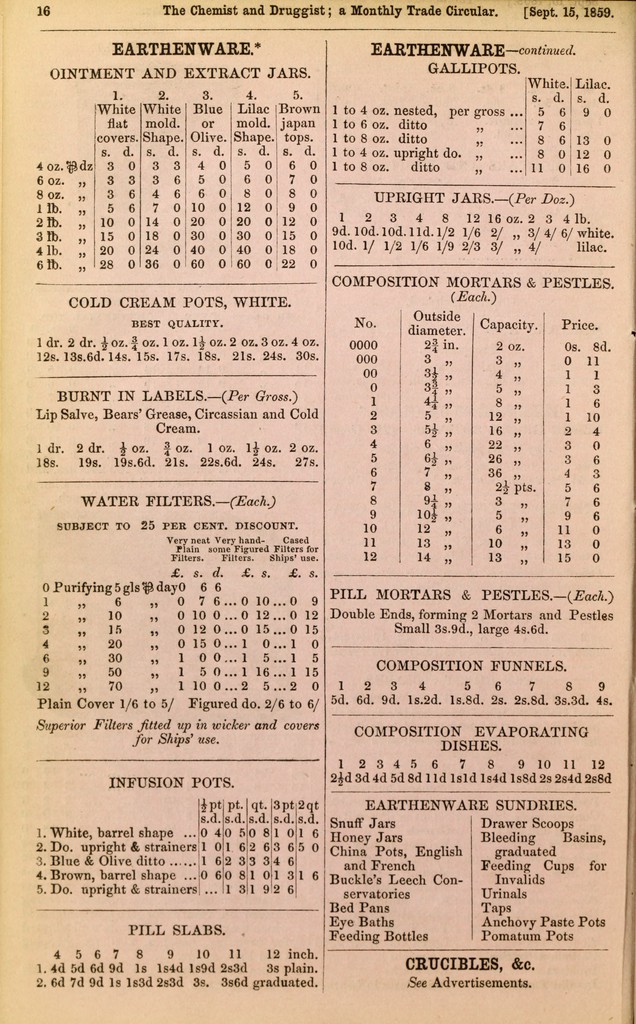 16 The Chemist and Druggist; a Monthly Trade Circular. [Sept. 15, 1859.
EARTHENWARE.*
OINTMENT AND EXTRACT JARS.
1. 2. 3. 4. 5.
White White Blue Lilac Brown
flat mold. or mold. japan
covers. Shape. Olive. Shape. tops.
s. d. s. d. s. d. s. d. s. d.
4 oz. ⅌ dz 3 0 3 3 4 0 5 0 6 0
6 oz. „ 3 3 3 6 5 0 6 0 7 0
8 oz. „ 3 6 4 6 6 0 8 0 8 0
1 lb. „ 5 6 7 0 10 0 12 0 9 0
2 lb. „ 10 0 14 0 20 0 20 0 12 0
3 lb. „ 15 0 18 0 30 0 30 0 15 0
4 lb. „ 20 0 24 0 40 0 40 0 18 0
6 lb. „ 28 0 36 0 60 0 60 0 22 0
COLD CREAM POTS, WHITE.
BEST QUALITY.
1 dr. 2 dr. ½ oz. ¾ oz. 1 oz. 1½ oz. 2 oz. 3 oz. 4 oz.
12s. 13s.6d. 14s. 15s. 17s. 18s. 21s. 24s. 30s.
BURNT IN LABELS.—(Per Gross.)
Lip Salve, Bears' Grease, Circassian and Cold
Cream.
1 dr. 2 dr. ½ oz. ¾ oz. 1 oz. 1½ oz. 2 oz.
18s. 19s. 19s.6d. 21s. 22s.6d. 24s. 27s.
WATER FILTERS.—(Each.)
SUBJECT TO 25 PER CENT. DISCOUNT.
Very neat Very hand- Cased
Plain some Figured Filters for
Filters. Filters. Ships' use.
£. s. d. £. s. £. s.
0 Purifying 5 gls ⅌ day 0 6 6
1 „ 6 „ 0 7 6 ... 0 10 ... 0 9
2 „ 10 „ 0 10 0 ... 0 12 ... 0 12
3 „ 15 „ 0 12 0 ... 0 15 ... 0 15
4 „ 20 „ 0 15 0 ... 1 0 ... 1 0
6 „ 30 „ 1 0 0 ... 1 5 ... 1 5
9 „ 50 „ 1 5 0 ... 1 16 ... 1 15
12 „ 70 „ 1 10 0 ... 2 5 ... 2 0
Plain Cover 1/6 to 5/ Figured do. 2/6 to 6/
Superior Filters fitted up in wicker and covers
for Ships' use.
INFUSION POTS.
½ pt pt. qt. 3 pt 2 qt
s.d. s.d. s.d. s.d. s.d.
1. White, barrel shape ... 0 4 0 5 0 8 1 0 1 6
2. Do. upright & strainers 1 0 1 6 2 6 3 6 5 0
3. Blue & Olive ditto ...... 1 6 2 3 3 4 6
4. Brown, barrel shape ... 0 6 0 8 1 0 1 3 1 6
5. Do. upright & strainers ... 1 3 1 9 2 6
PILL SLABS.
4 5 6 7 8 9 10 11 12 inch.
1. 4d 5d 6d 9d 1s 1s4d 1s9d 2s3d 3s plain.
2. 6d 7d 9d 1s 1s3d 2s3d 3s. 3s6d graduated.
EARTHENWARE—continued.
GALLIPOTS.
White. Lilac.
s. d. s. d.
1 to 4 oz. nested, per gross ... 5 6 9 0
1 to 6 oz. ditto „ ... 7 6
1 to 8 oz. ditto „ ... 8 6 13 0
1 to 4 oz. upright do. „ ... 8 0 12 0
1 to 8 oz. ditto „ ... 11 0 16 0
UPRIGHT JARS.—(Per Doz.)
1 2 3 4 8 12 16 oz. 2 3 4 lb.
9d. 10d. 10d. 11d. 1/2 1/6 2/ „ 3/ 4/ 6/ white.
10d. 1/ 1/2 1/6 1/9 2/3 3/ „ 4/ lilac.
COMPOSITION MORTARS & PESTLES.
(Each.)
No. Outside diameter. Capacity. Price.
0000 2¾ in. 2 oz. 0s. 8d.
000 3 „ 3 „ 0 11
00 3½ „ 4 „ 1 1
0 3¾ „ 5 „ 1 3
1 4¼ „ 8 „ 1 6
2 5 „ 12 „ 1 10
3 5½ „ 16 „ 2 4
4 6 „ 22 „ 3 0
5 6½ „ 26 „ 3 6
6 7 „ 36 „ 4 3
7 8 „ 2½ pts. 5 6
8 9¼ „ 3 „ 7 6
9 10½ „ 5 „ 9 6
10 12 „ 6 „ 11 0
11 13 „ 10 „ 13 0
12 14 „ 13 „ 15 0
PILL MORTARS & PESTLES.—(Each.)
Double Ends, forming 2 Mortars and Pestles
Small 3s.9d., large 4s.6d.
COMPOSITION FUNNELS.
1 2 3 4 5 6 7 8 9
5d. 6d. 9d. 1s.2d. 1s.8d. 2s. 2s.8d. 3s.3d. 4s.
COMPOSITION EVAPORATING
DISHES.
1 2 3 4 5 6 7 8 9 10 11 12
2½d 3d 4d 5d 8d 11d 1s1d 1s4d 1s8d 2s 2s4d 2s8d
EARTHENWARE SUNDRIES.
Snuff Jars
Honey Jars
China Pots, English
and French
Buckle's Leech Con-
servatories
Bed Pans
Eye Baths
Feeding Bottles
Drawer Scoops
Bleeding Basins,
graduated
Feeding Cups for
Invalids
Urinals
Taps
Anchovy Paste Pots
Pomatum Pots
CRUCIBLES, &c.
See Advertisements.